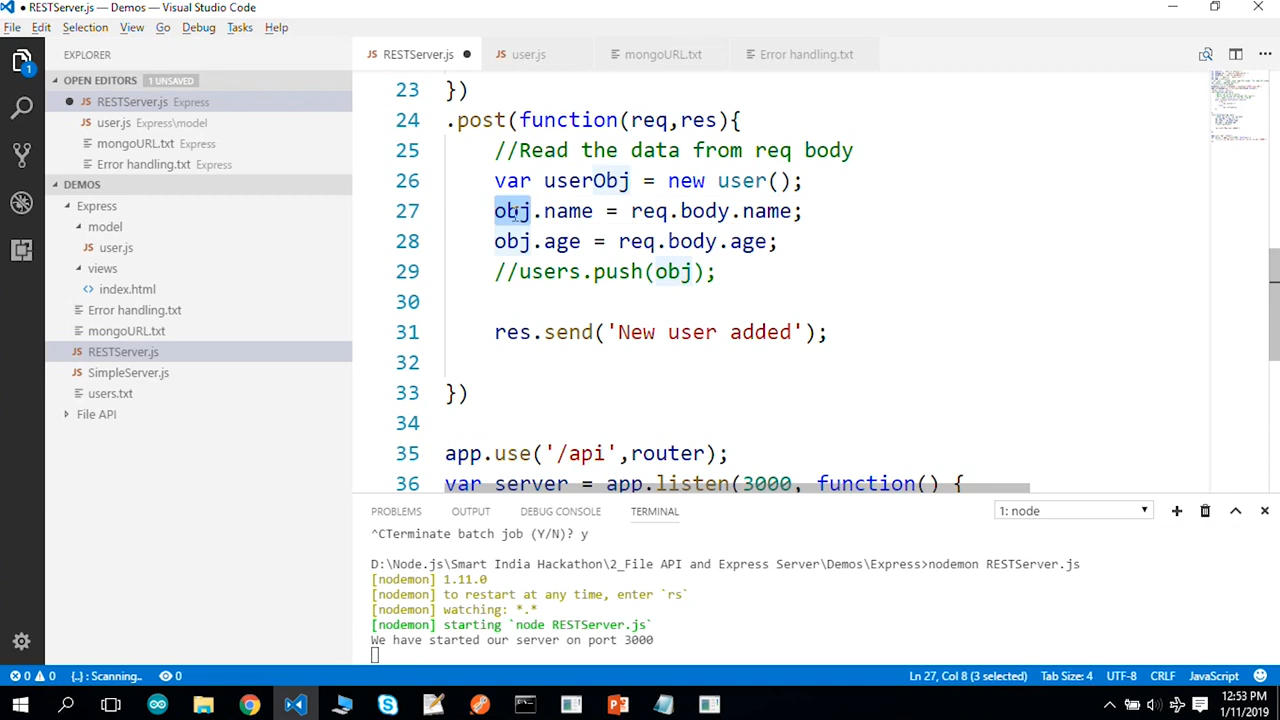 ● RESTServer.js — Demos — Visual Studio Code
File Edit Selection View Go Debug Tasks Help
EXPLORER
OPEN EDITORS 1 UNSAVED
RESTServer.js Express
user.js Express\model
mongoURL.txt Express
Error handling.txt Express
DEMOS
Express
model
user.js
views
index.html
Error handling.txt
mongoURL.txt
RESTServer.js
SimpleServer.js
users.txt
File API
1
RESTServer.js user.js mongoURL.txt Error handling.txt
23 })
24 .post(function(req,res){
25 //Read the data from req body
26 var userObj = new user();
27 obj.name = req.body.name;
28 obj.age = req.body.age;
29 //users.push(obj);
30
31 res.send('New user added');
32
33 })
34
35 app.use('/api',router);
36 var server = app.listen(3000, function() {
PROBLEMS OUTPUT DEBUG CONSOLE TERMINAL 1: node
^CTerminate batch job (Y/N)? y
D:\Node.js\Smart India Hackathon\2_File API and Express Server\Demos\Express>nodemon RESTServer.js
[nodemon] 1.11.0
[nodemon] to restart at any time, enter `rs`
[nodemon] watching: *.*
[nodemon] starting `node RESTServer.js`
We have started our server on port 3000
0 0 {..} : Scanning.. 0 Ln 27, Col 8 (3 selected) Tab Size: 4 UTF-8 CRLF JavaScript
12:53 PM
1/11/2019